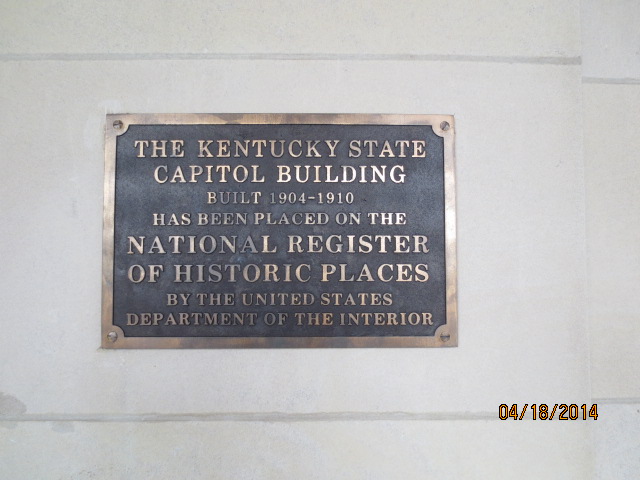 THE KENTUCKY STATE
CAPITOL BUILDING
BUILT 1904-1910
HAS BEEN PLACED ON THE
NATIONAL REGISTER
OF HISTORIC PLACES
BY THE UNITED STATES
DEPARTMENT OF THE INTERIOR
04/18/2014